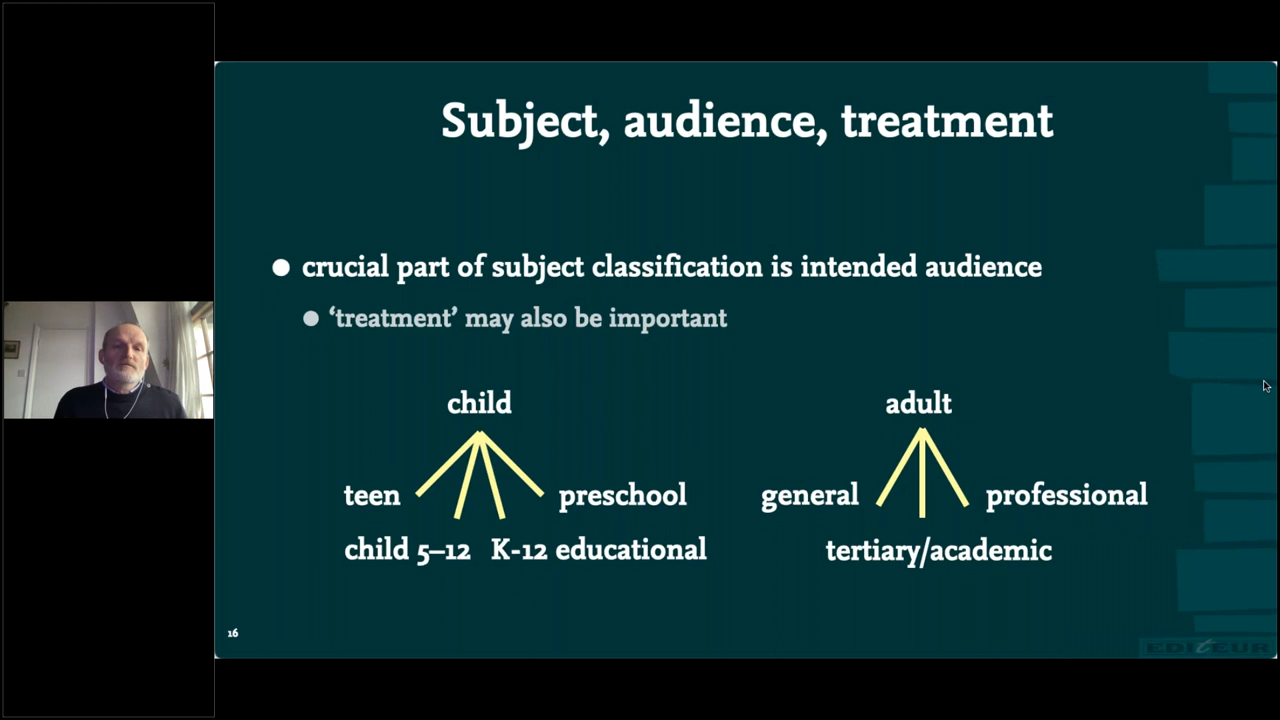 Subject, audience, treatment
● crucial part of subject classification is intended audience
● ‘treatment’ may also be important
child
adult
teen
preschool
general
professional
child 5–12
K-12 educational
tertiary/academic
16
EDItEUR